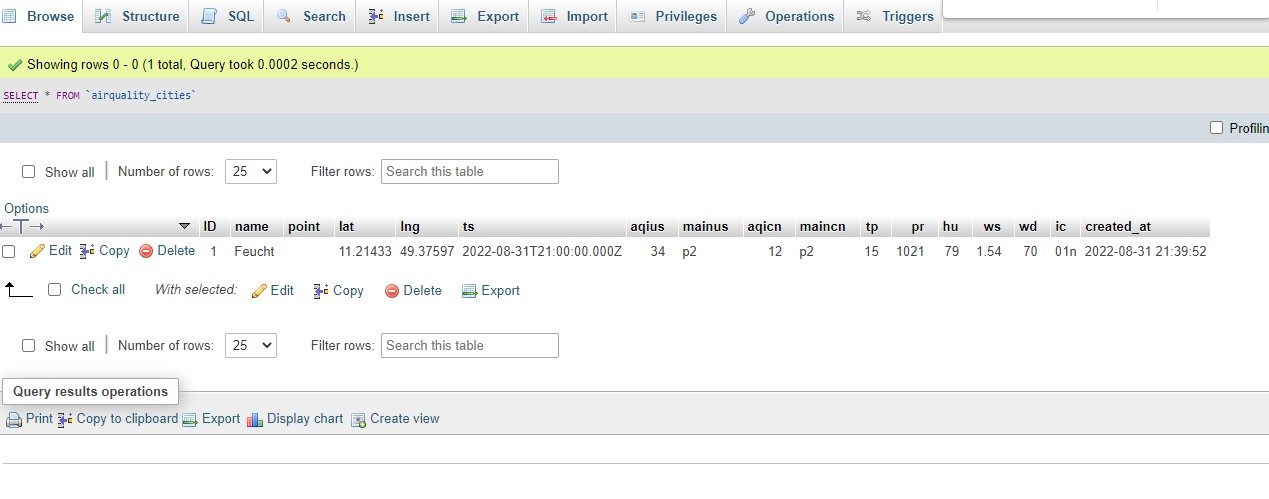 Browse Structure SQL Search Insert Export Import Privileges Operations Triggers
Showing rows 0 - 0 (1 total, Query took 0.0002 seconds.)
SELECT * FROM `airquality_cities`
Profilin
Show all Number of rows: 25 Filter rows: Search this table
Options
←T→ ID name point lat lng ts aqius mainus aqicn maincn tp pr hu ws wd ic created_at
Edit Copy Delete 1 Feucht 11.21433 49.37597 2022-08-31T21:00:00.000Z 34 p2 12 p2 15 1021 79 1.54 70 01n 2022-08-31 21:39:52
Check all With selected: Edit Copy Delete Export
Show all Number of rows: 25 Filter rows: Search this table
Query results operations
Print Copy to clipboard Export Display chart Create view